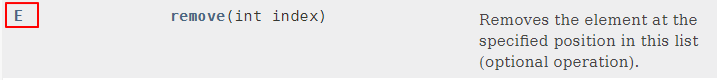 E remove(int index) Removes the element at the
specified position in this list
(optional operation).